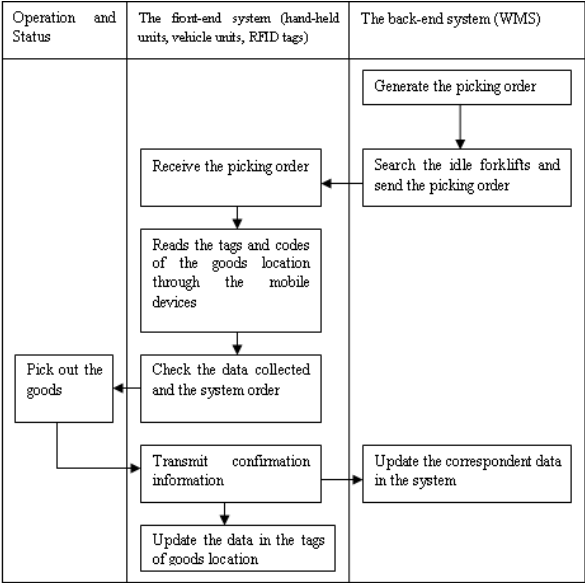 Operation and
Status
The front-end system (hand-held
units, vehicle units, RFID tags)
The back-end system (WMS)
Generate the picking order
Search the idle forklifts and
send the picking order
Receive the picking order
Reads the tags and codes
of the goods location
through the mobile
devices
Check the data collected
and the system order
Pick out the
goods
Transmit confirmation
information
Update the correspondent data
in the system
Update the data in the tags
of goods location